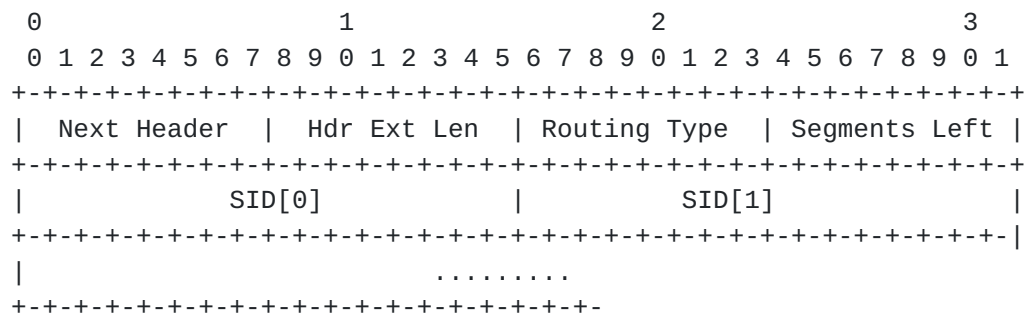 0                   1                   2                   3
 0 1 2 3 4 5 6 7 8 9 0 1 2 3 4 5 6 7 8 9 0 1 2 3 4 5 6 7 8 9 0 1
+-+-+-+-+-+-+-+-+-+-+-+-+-+-+-+-+-+-+-+-+-+-+-+-+-+-+-+-+-+-+-+-+
|  Next Header  |  Hdr Ext Len  | Routing Type  | Segments Left |
+-+-+-+-+-+-+-+-+-+-+-+-+-+-+-+-+-+-+-+-+-+-+-+-+-+-+-+-+-+-+-+-+
|             SID[0]            |          SID[1]               |
+-+-+-+-+-+-+-+-+-+-+-+-+-+-+-+-+-+-+-+-+-+-+-+-+-+-+-+-+-+-+-+-|
|                          .........
+-+-+-+-+-+-+-+-+-+-+-+-+-+-+-+-+-+-+-